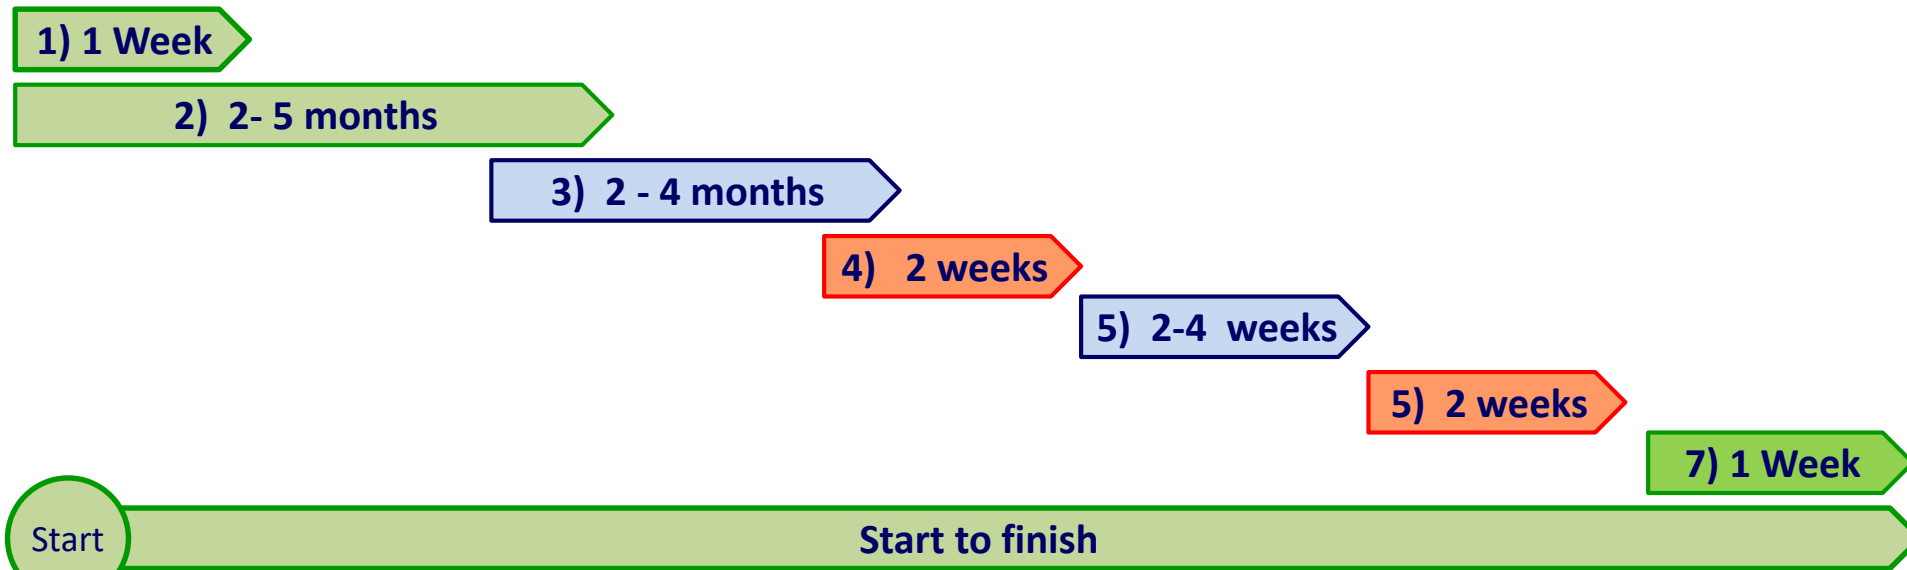 1) 1 Week
2) 2- 5 months
3) 2 - 4 months
4) 2 weeks
5) 2-4 weeks
5) 2 weeks
7) 1 Week
Start
Start to finish